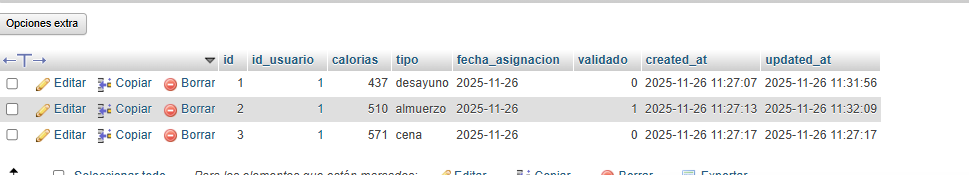 Opciones extra
←T→ id id_usuario calorias tipo fecha_asignacion validado created_at updated_at
Editar Copiar Borrar 1 1 437 desayuno 2025-11-26 0 2025-11-26 11:27:07 2025-11-26 11:31:56
Editar Copiar Borrar 2 1 510 almuerzo 2025-11-26 1 2025-11-26 11:27:13 2025-11-26 11:32:09
Editar Copiar Borrar 3 1 571 cena 2025-11-26 0 2025-11-26 11:27:17 2025-11-26 11:27:17
Seleccionar todo Para los elementos que están marcados: Editar Copiar Borrar Exportar